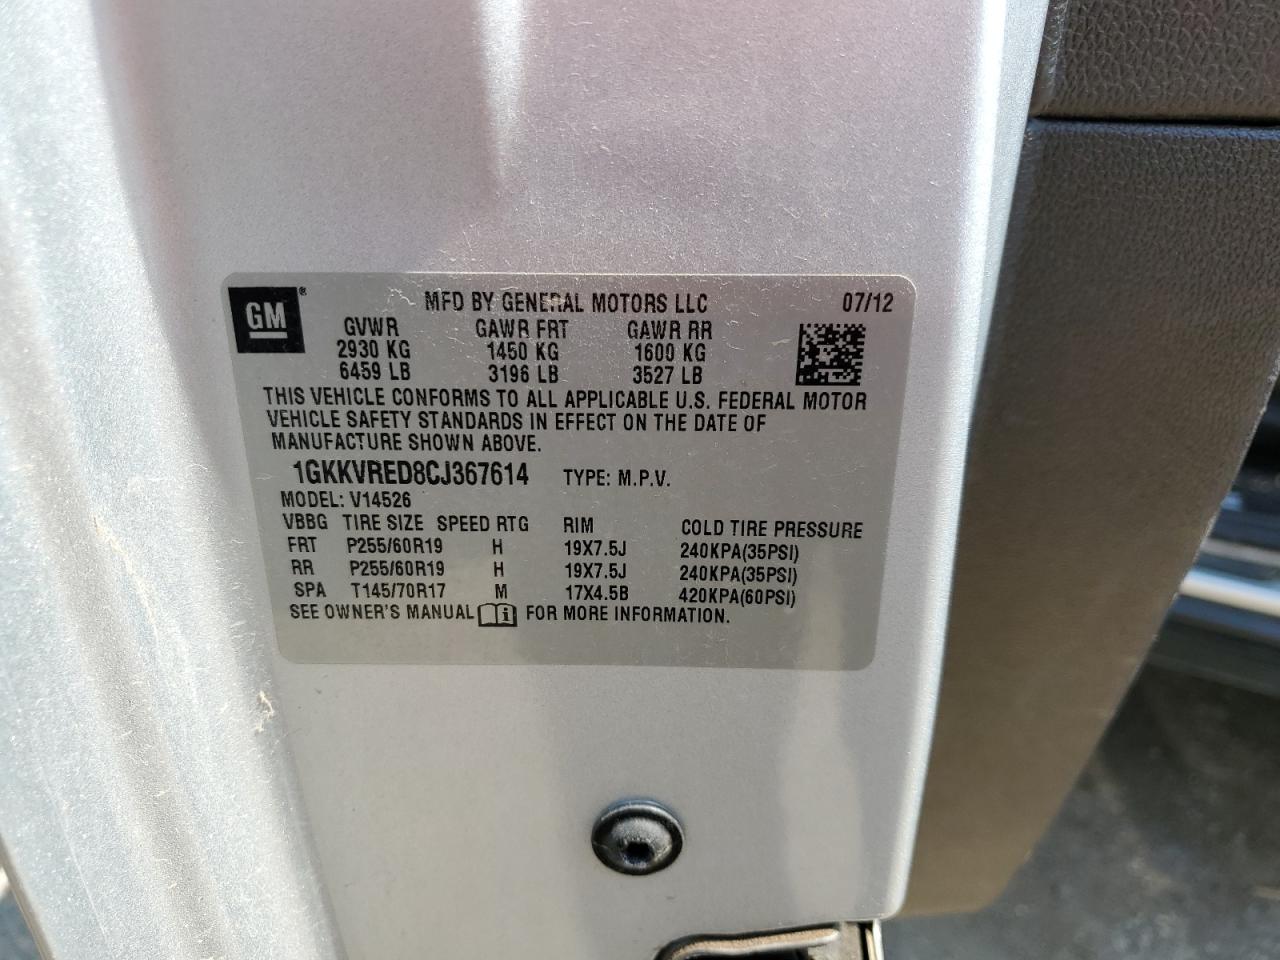 GM ® MFD BY GENERAL MOTORS LLC 07/12
GVWR GAWR FRT GAWR RR
2930 KG 1450 KG 1600 KG
6459 LB 3196 LB 3527 LB
THIS VEHICLE CONFORMS TO ALL APPLICABLE U.S. FEDERAL MOTOR
VEHICLE SAFETY STANDARDS IN EFFECT ON THE DATE OF
MANUFACTURE SHOWN ABOVE.
1GKKVRED8CJ367614 TYPE: M.P.V.
MODEL: V14526
VBBG TIRE SIZE SPEED RTG RIM COLD TIRE PRESSURE
FRT P255/60R19 H 19X7.5J 240KPA(35PSI)
RR P255/60R19 H 19X7.5J 240KPA(35PSI)
SPA T145/70R17 M 17X4.5B 420KPA(60PSI)
SEE OWNER'S MANUAL i FOR MORE INFORMATION.